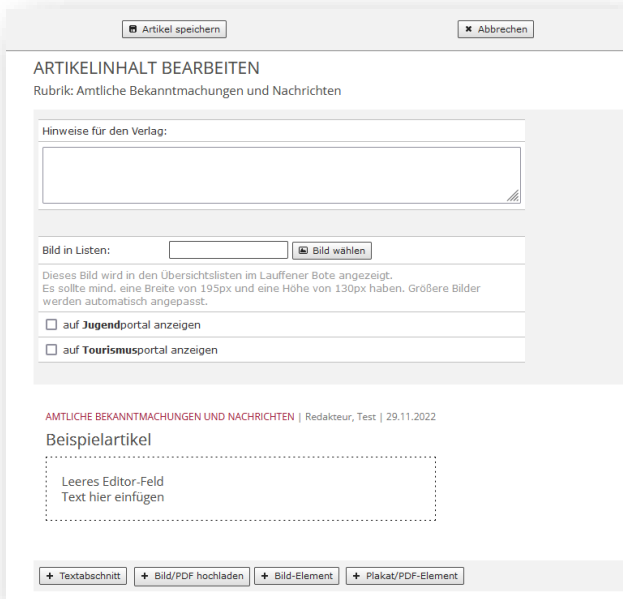 Artikel speichern
Abbrechen
ARTIKELINHALT BEARBEITEN
Rubrik: Amtliche Bekanntmachungen und Nachrichten
Hinweise für den Verlag:
Bild in Listen:
Bild wählen
Dieses Bild wird in den Übersichtslisten im Lauffener Bote angezeigt.
Es sollte mind. eine Breite von 195px und eine Höhe von 130px haben. Größere Bilder
werden automatisch angepasst.
auf Jugendportal anzeigen
auf Tourismusportal anzeigen
AMTLICHE BEKANNTMACHUNGEN UND NACHRICHTEN | Redakteur, Test | 29.11.2022
Beispielartikel
Leeres Editor-Feld
Text hier einfügen
+ Textabschnitt + Bild/PDF hochladen + Bild-Element + Plakat/PDF-Element